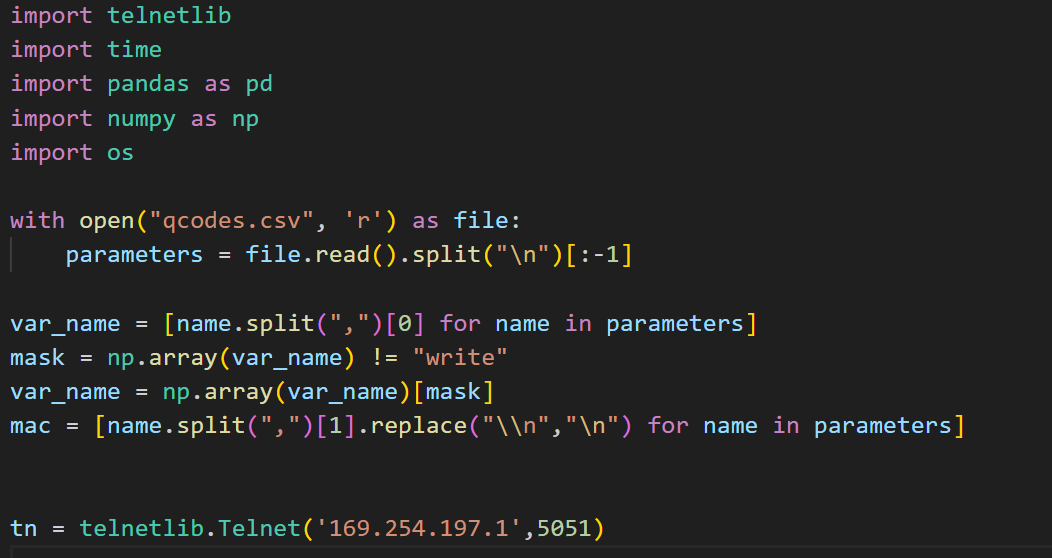 import telnetlib
import time
import pandas as pd
import numpy as np
import os
with open("qcodes.csv", 'r') as file:
    parameters = file.read().split("\n")[:-1]
var_name = [name.split(",")[0] for name in parameters]
mask = np.array(var_name) != "write"
var_name = np.array(var_name)[mask]
mac = [name.split(",")[1].replace("\\n","\n") for name in parameters]
tn = telnetlib.Telnet('169.254.197.1',5051)